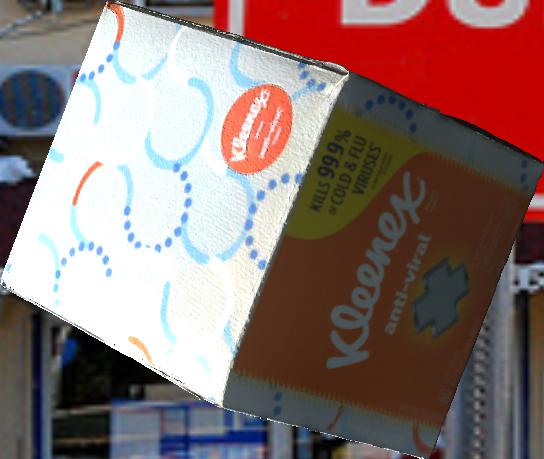 Kleenex
KILLS 99.9%
of COLD & FLU
VIRUSES
Kleenex
anti-viral